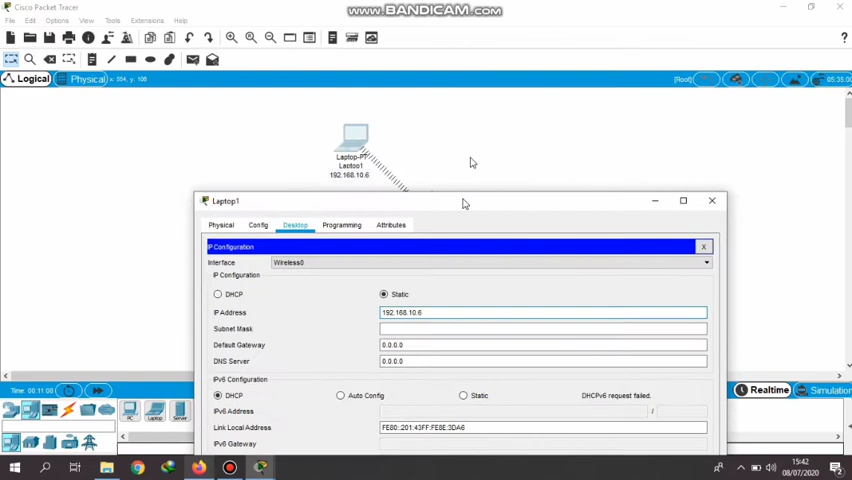 Cisco Packet Tracer
www.BANDICAM.com
File Edit Options View Tools Extensions Help
Logical Physical x: 554, y: 106 [Root] 05:35:00
Laptop-PT
Laptop1
192.168.10.6
Laptop1
Physical Config Desktop Programming Attributes
IP Configuration X
Interface Wireless0
IP Configuration
DHCP Static
IP Address 192.168.10.6
Subnet Mask
Default Gateway 0.0.0.0
DNS Server 0.0.0.0
IPv6 Configuration
DHCP Auto Config Static DHCPv6 request failed.
IPv6 Address /
Link Local Address FE80::201:43FF:FE8E:3DA6
IPv6 Gateway
Time: 00:11:08 Realtime Simulation
PC Laptop Server
15:42
08/07/2020